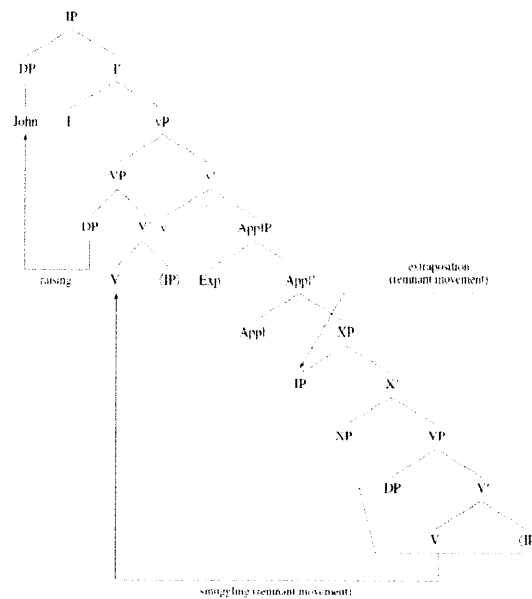 IP
DP I'
John I vP
VP v'
DP V' v ApplP
raising V ⟨IP⟩ Exp Appl' extraposition
(remnant movement)
Appl XP
IP X'
XP VP
DP V'
V ⟨IP
smuggling (remnant movement)